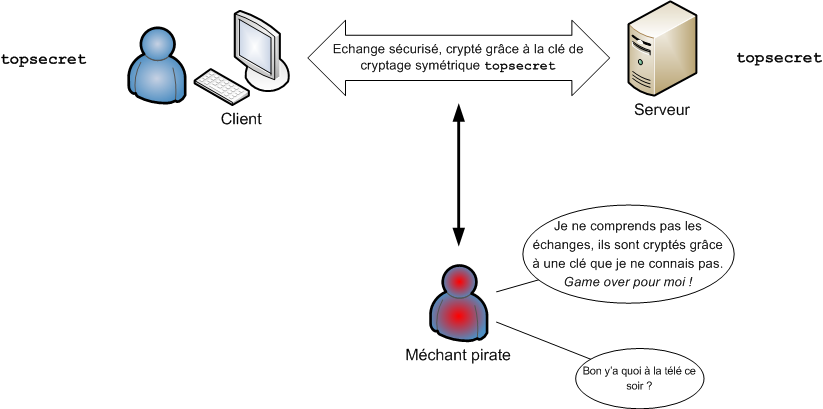 topsecret
Echange sécurisé, crypté grâce à la clé de
cryptage symétrique topsecret
topsecret
Client
Serveur
Je ne comprends pas les
échanges, ils sont cryptés grâce
à une clé que je ne connais pas.
Game over pour moi !
Méchant pirate
Bon y'a quoi à la télé ce
soir ?